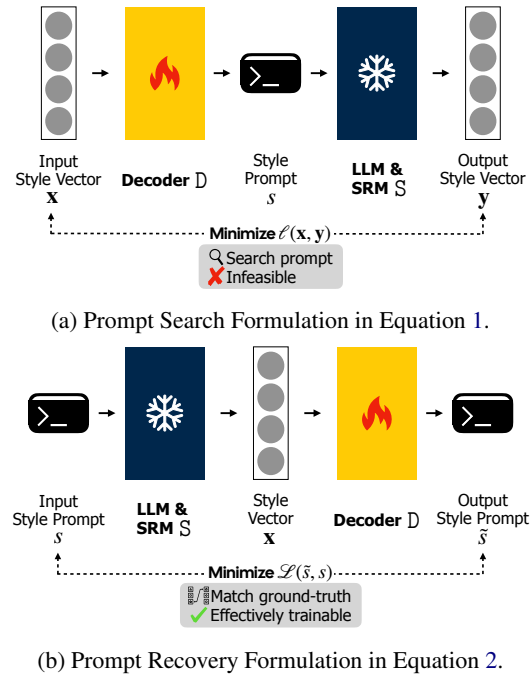 >_
Input
Style Vector
x
Decoder D
Style
Prompt
s
LLM &
SRM S
Output
Style Vector
y
Minimize ℓ(x, y)
Search prompt
Infeasible
(a) Prompt Search Formulation in Equation 1.
>_
>_
Input
Style Prompt
s
LLM &
SRM S
Style
Vector
x
Decoder D
Output
Style Prompt
s̃
Minimize ℒ(s̃, s)
Match ground-truth
Effectively trainable
(b) Prompt Recovery Formulation in Equation 2.